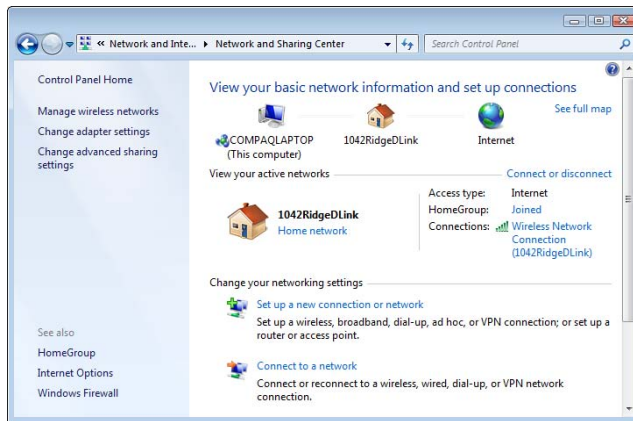 « Network and Inte... ▸ Network and Sharing Center
Search Control Panel
Control Panel Home
Manage wireless networks
Change adapter settings
Change advanced sharing
settings
See also
HomeGroup
Internet Options
Windows Firewall
View your basic network information and set up connections
See full map
COMPAQLAPTOP
(This computer)
1042RidgeDLink
Internet
View your active networks
Connect or disconnect
1042RidgeDLink
Home network
Access type: Internet
HomeGroup: Joined
Connections: Wireless Network
Connection
(1042RidgeDLink)
Change your networking settings
Set up a new connection or network
Set up a wireless, broadband, dial-up, ad hoc, or VPN connection; or set up a
router or access point.
Connect to a network
Connect or reconnect to a wireless, wired, dial-up, or VPN network
connection.